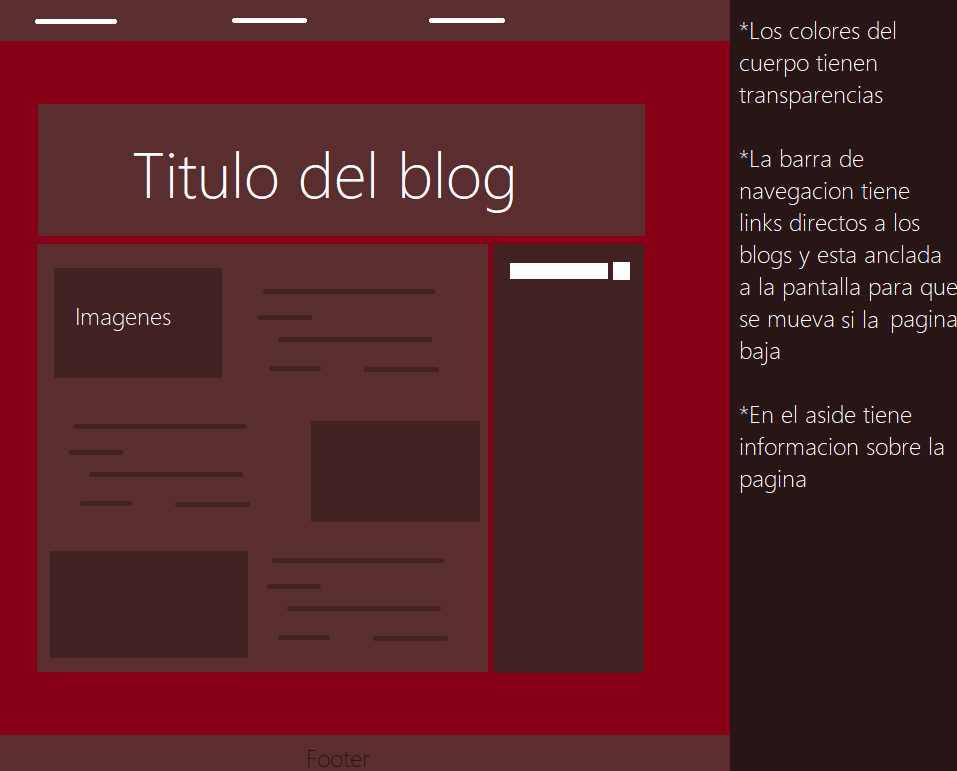 Titulo del blog
Imagenes
Footer
*Los colores del
cuerpo tienen
transparencias
*La barra de
navegacion tiene
links directos a los
blogs y esta anclada
a la pantalla para que
se mueva si la pagina
baja
*En el aside tiene
informacion sobre la
pagina